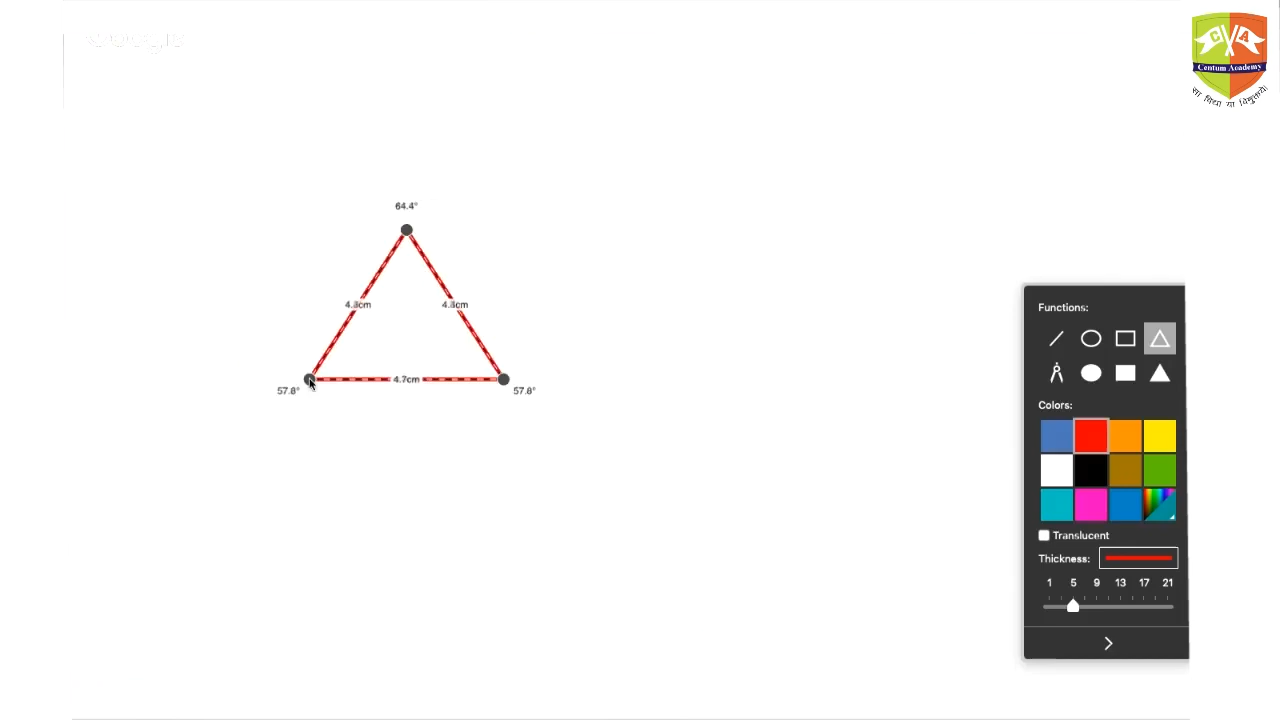 C A
Centum Academy
सा विद्या या विमुक्तये
64.4°
4.3cm
4.3cm
4.7cm
57.8°
57.8°
Functions:
Colors:
Translucent
Thickness:
1 5 9 13 17 21